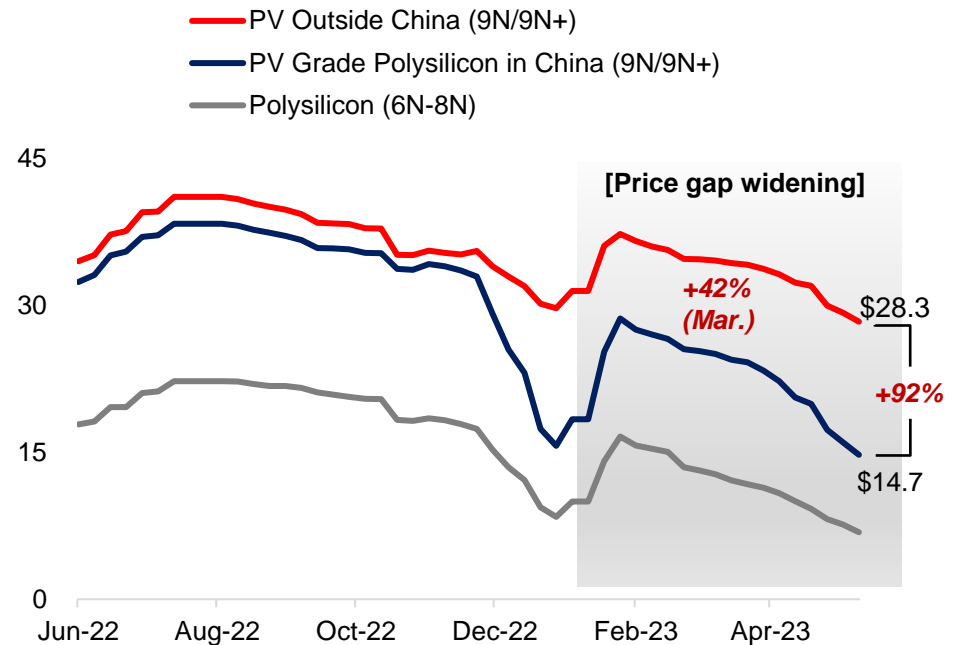 PV Outside China (9N/9N+)
PV Grade Polysilicon in China (9N/9N+)
Polysilicon (6N-8N)
45
[Price gap widening]
30
+42%
(Mar.)
$28.3
+92%
15
$14.7
0
Jun-22 Aug-22 Oct-22 Dec-22 Feb-23 Apr-23